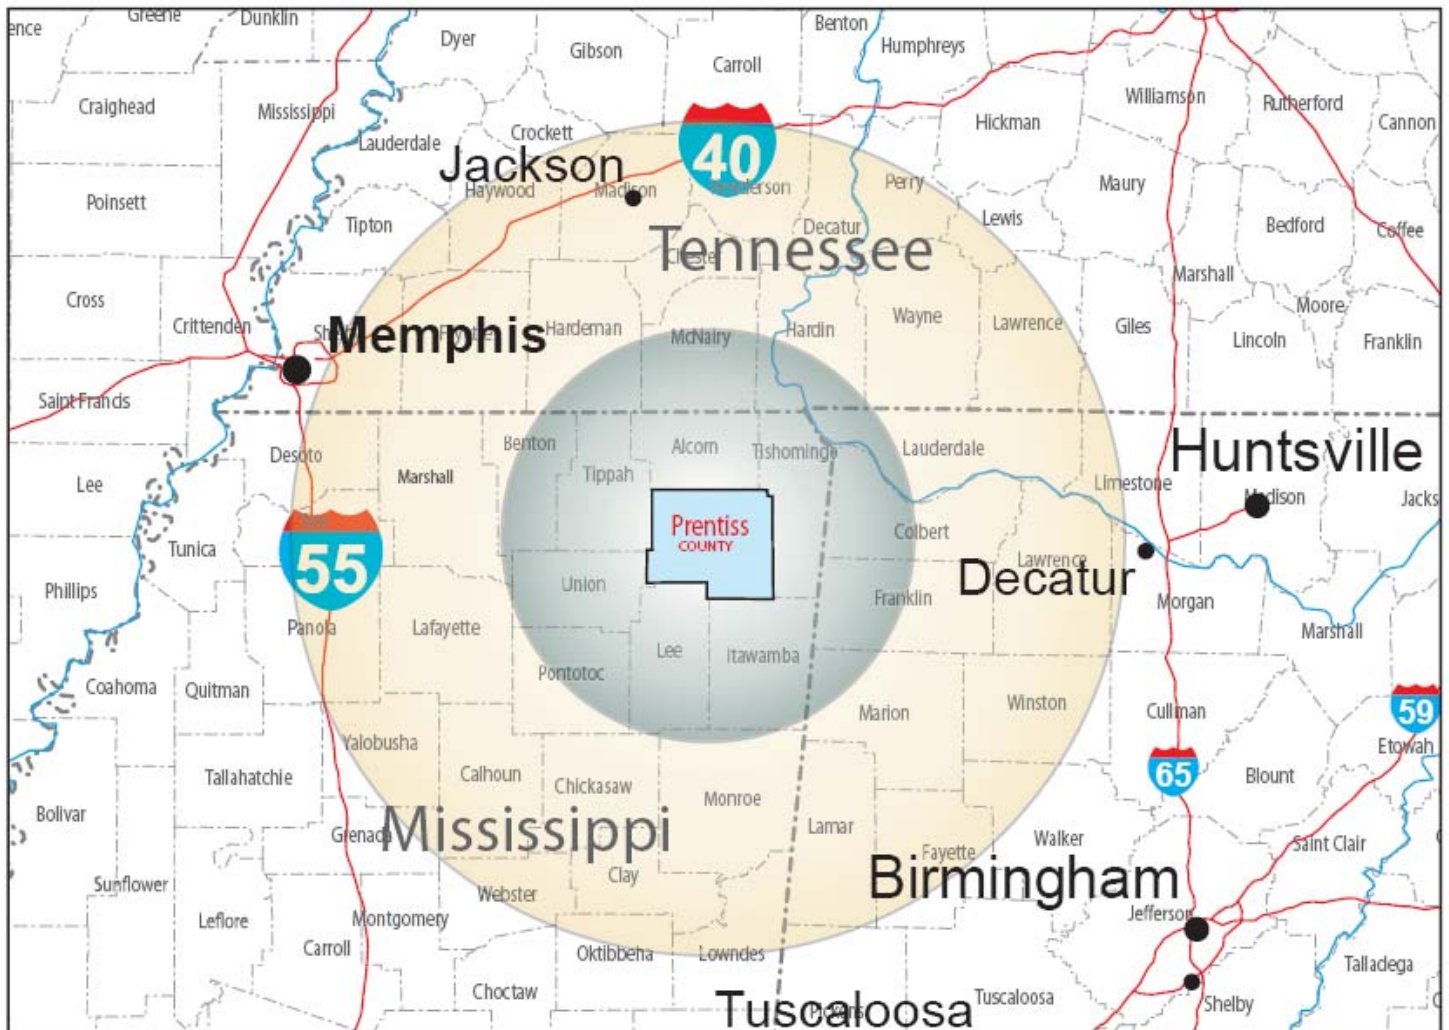 Greene
Dunklin
ence
Dyer
Gibson
Carroll
Benton
Humphreys
Craighead
Mississippi
Lauderdale
Crockett
40
Hickman
Williamson
Rutherford
Cannon
Jackson
Haywood
Madison
Henderson
Perry
Maury
Poinsett
Tipton
Decatur
Lewis
Bedford
Coffee
Tennessee
Chester
Marshall
Cross
Crittenden
Memphis
Hardeman
McNairy
Hardin
Wayne
Lawrence
Giles
Moore
Lincoln
Franklin
Saint Francis
Desoto
Benton
Alcorn
Tishomingo
Lauderdale
Huntsville
Lee
Marshall
Tippah
Limestone
Madison
Jacks
Prentiss
COUNTY
55
Tunica
Colbert
Lawrence
Decatur
Phillips
Union
Franklin
Morgan
Panola
Lafayette
Lee
Itawamba
Marshall
Coahoma
Quitman
Pontotoc
Marion
Winston
Cullman
59
Yalobusha
Etowah
Tallahatchie
Calhoun
Chickasaw
Monroe
65
Blount
Bolivar
Grenada
Mississippi
Lamar
Walker
Saint Clair
Fayette
Sunflower
Webster
Clay
Birmingham
Leflore
Montgomery
Jefferson
Carroll
Oktibbeha
Lowndes
Talladega
Choctaw
Tuscaloosa
Pickens
Tuscaloosa
Shelby